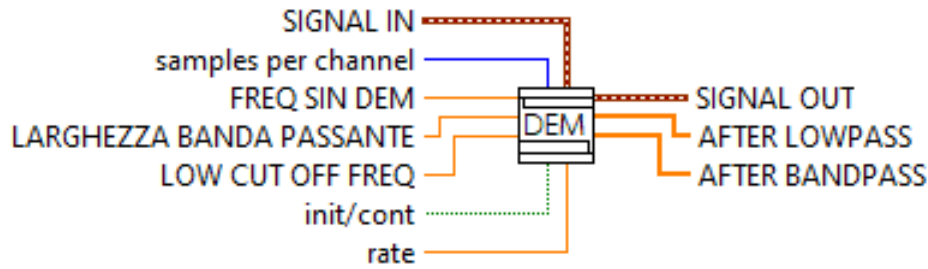 SIGNAL IN
samples per channel
FREQ SIN DEM
LARGHEZZA BANDA PASSANTE
LOW CUT OFF FREQ
init/cont
rate
DEM
SIGNAL OUT
AFTER LOWPASS
AFTER BANDPASS